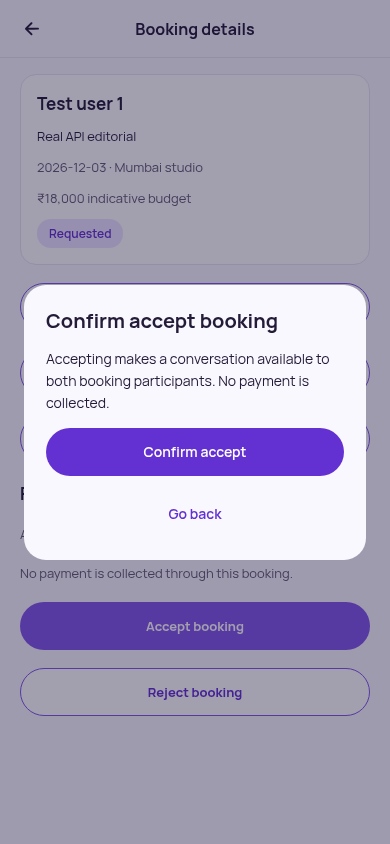 Booking details
Test user 1
Real API editorial
2026-12-03 · Mumbai studio
₹18,000 indicative budget
Requested
Confirm accept booking
Accepting makes a conversation available to
both booking participants. No payment is
collected.
Confirm accept
Go back
No payment is collected through this booking.
Accept booking
Reject booking